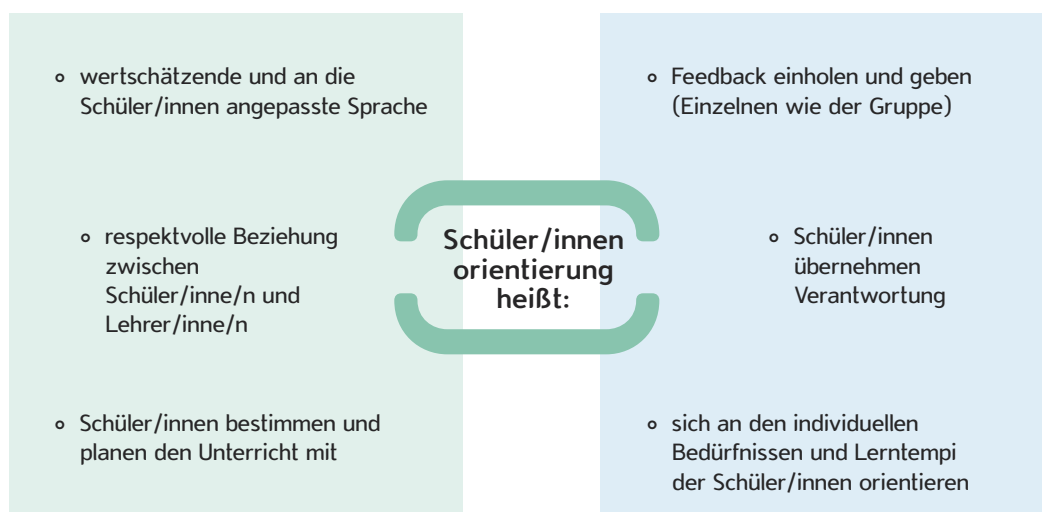 ◦ wertschätzende und an die
Schüler/innen angepasste Sprache
◦ respektvolle Beziehung
zwischen
Schüler/inne/n und
Lehrer/inne/n
◦ Schüler/innen bestimmen und
planen den Unterricht mit
Schüler/innen
orientierung
heißt:
◦ Feedback einholen und geben
(Einzelnen wie der Gruppe)
◦ Schüler/innen
übernehmen
Verantwortung
◦ sich an den individuellen
Bedürfnissen und Lerntempi
der Schüler/innen orientieren